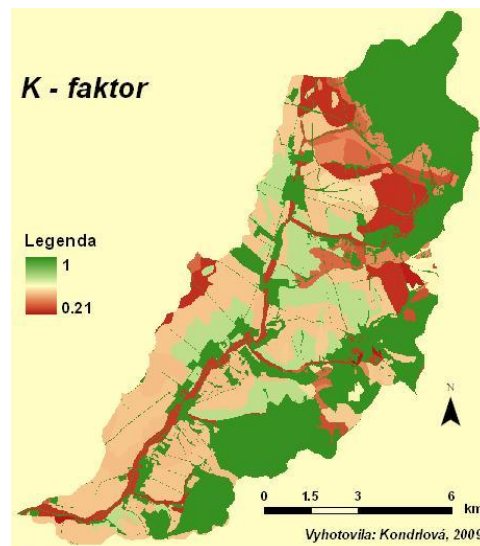 K - faktor
Legenda
1
0.21
N
0 1.5 3 6
km
Vyhotovila: Kondrlová, 2009